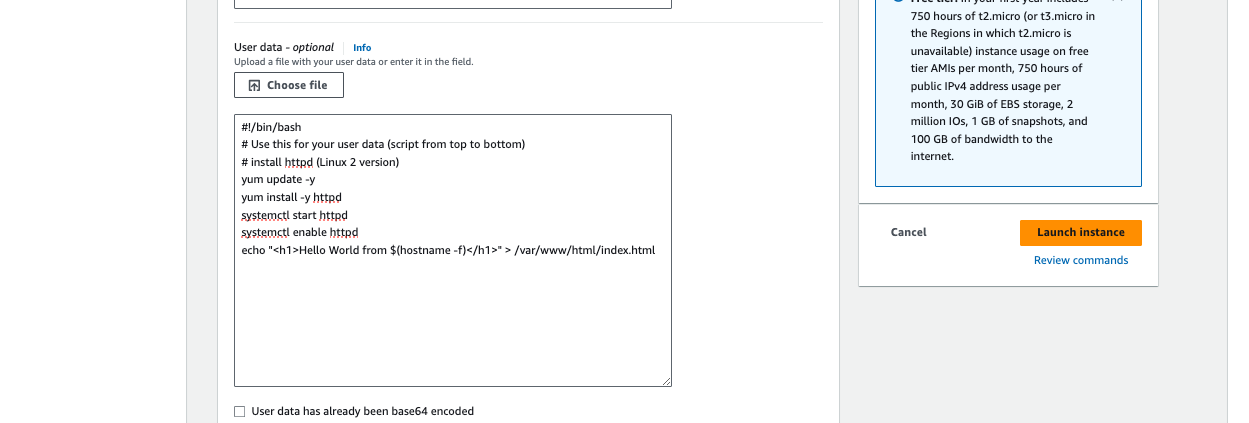 User data - optional Info
Upload a file with your user data or enter it in the field.
Choose file
#!/bin/bash
# Use this for your user data (script from top to bottom)
# install httpd (Linux 2 version)
yum update -y
yum install -y httpd
systemctl start httpd
systemctl enable httpd
echo "<h1>Hello World from $(hostname -f)</h1>" > /var/www/html/index.html
User data has already been base64 encoded
750 hours of t2.micro (or t3.micro in
the Regions in which t2.micro is
unavailable) instance usage on free
tier AMIs per month, 750 hours of
public IPv4 address usage per
month, 30 GiB of EBS storage, 2
million IOs, 1 GB of snapshots, and
100 GB of bandwidth to the
internet.
Cancel
Launch instance
Review commands